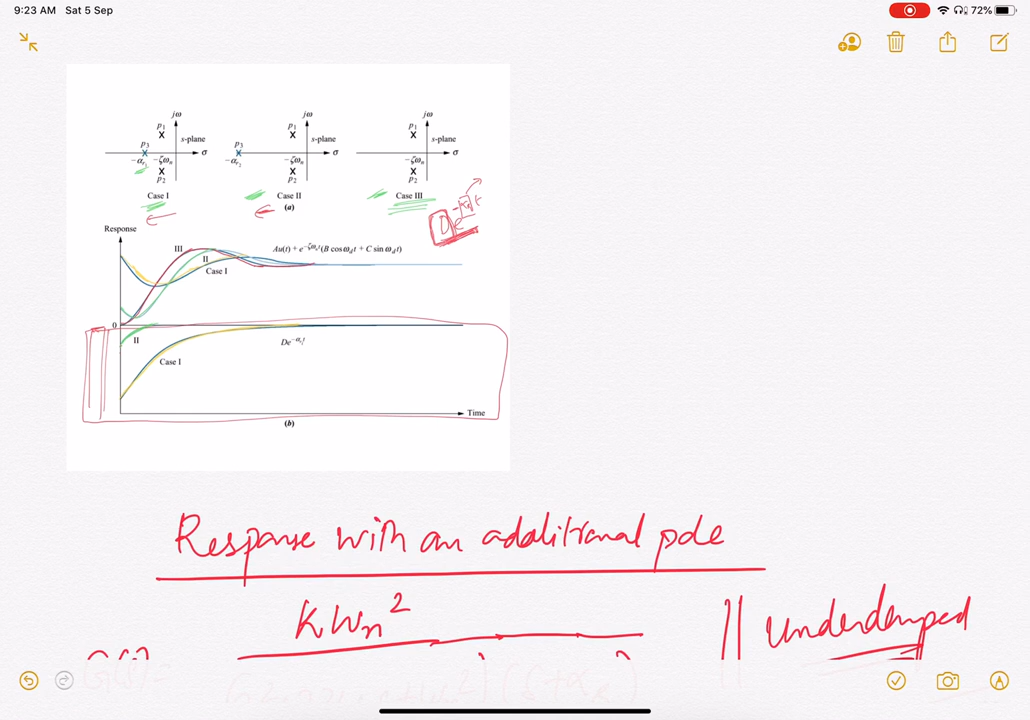 9:23 AM Sat 5 Sep
72%
jω
jω
jω
p1
p1
p1
s-plane
s-plane
s-plane
p3
p3
σ
σ
σ
−αr1
−ζωn
−αr2
−ζωn
−ζωn
p2
p2
p2
Case I
Case II
Case III
(a)
Response
III
Au(t) + e^−ζωnt(B cos ωdt + C sin ωdt)
II
Case I
0
II
De^−αrt
Case I
Time
(b)
Response with an additional pole
KWn²
underdamped